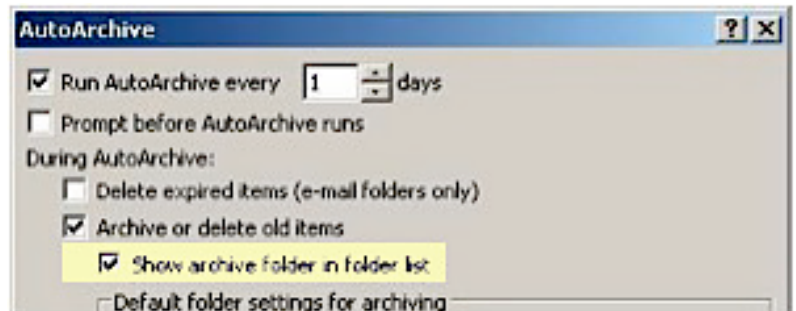 AutoArchive
Run AutoArchive every 1 days
Prompt before AutoArchive runs
During AutoArchive:
Delete expired items (e-mail folders only)
Archive or delete old items
Show archive folder in folder list
Default folder settings for archiving